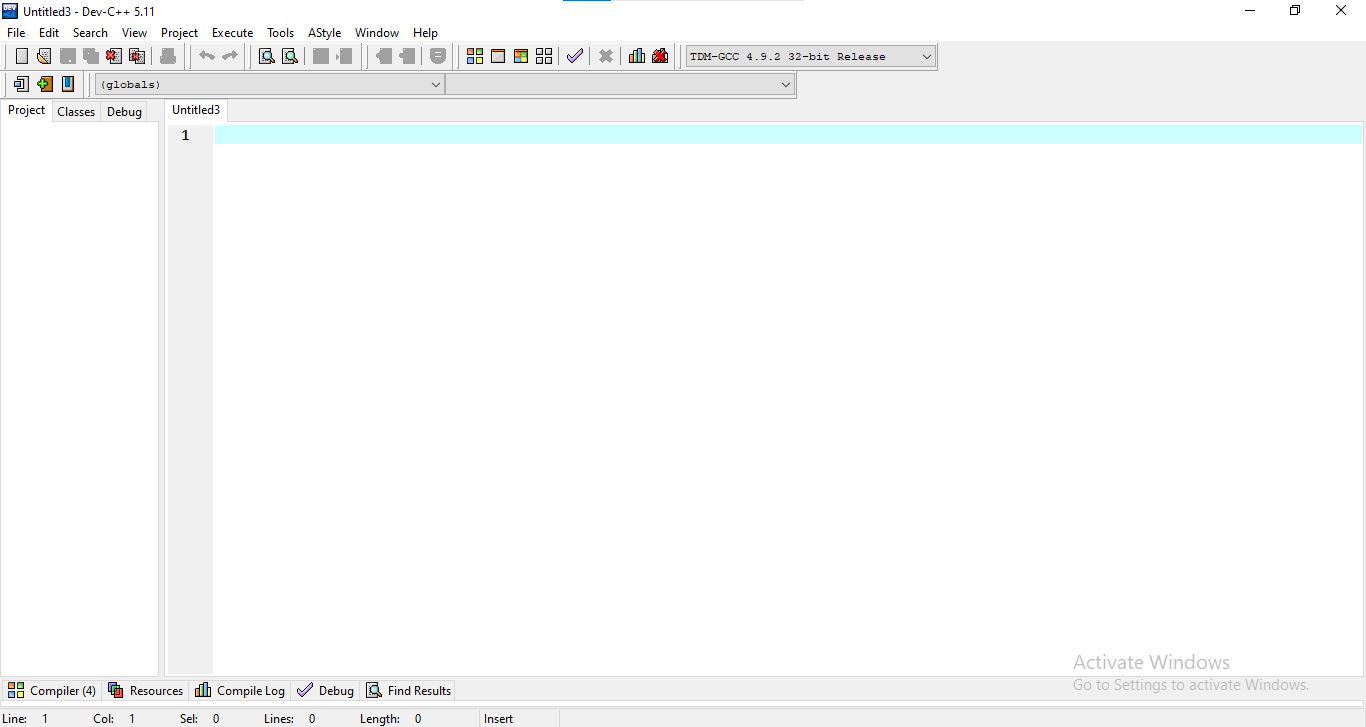 Untitled3 - Dev-C++ 5.11
File Edit Search View Project Execute Tools AStyle Window Help
TDM-GCC 4.9.2 32-bit Release
(globals)
Project Classes Debug Untitled3
1
Activate Windows
Go to Settings to activate Windows.
Compiler (4) Resources Compile Log Debug Find Results
Line: 1 Col: 1 Sel: 0 Lines: 0 Length: 0 Insert